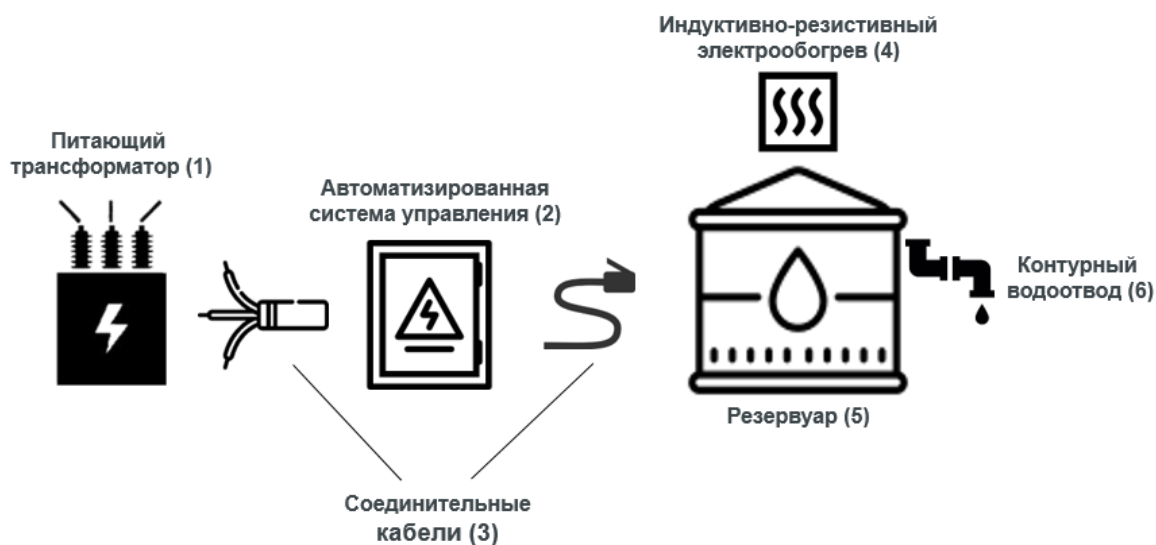 Индуктивно-резистивный
электрообогрев (4)
Питающий
трансформатор (1)
Автоматизированная
система управления (2)
Контурный
водоотвод (6)
Резервуар (5)
Соединительные
кабели (3)